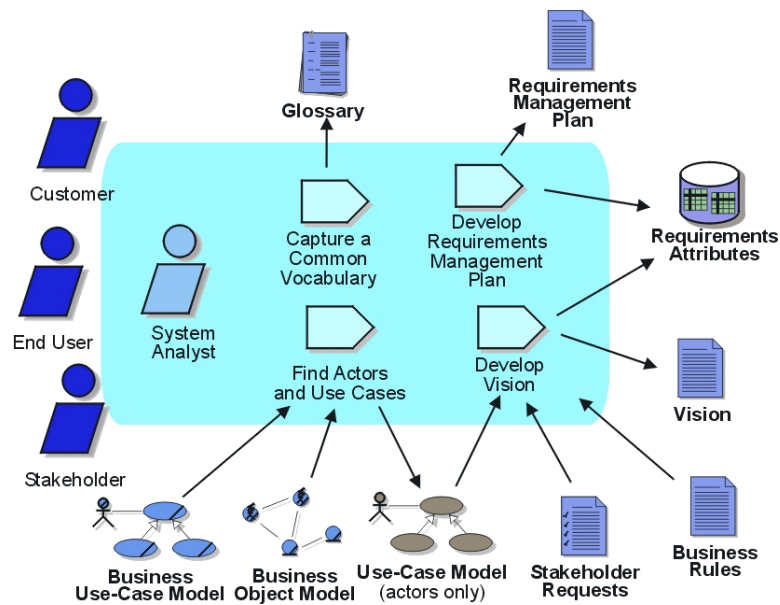 Glossary
Requirements
Management
Plan
Customer
Capture a
Common
Vocabulary
Develop
Requirements
Management
Plan
Requirements
Attributes
End User
System
Analyst
Find Actors
and Use Cases
Develop
Vision
Vision
Stakeholder
Business
Use-Case Model
Business
Object Model
Use-Case Model
(actors only)
Stakeholder
Requests
Business
Rules